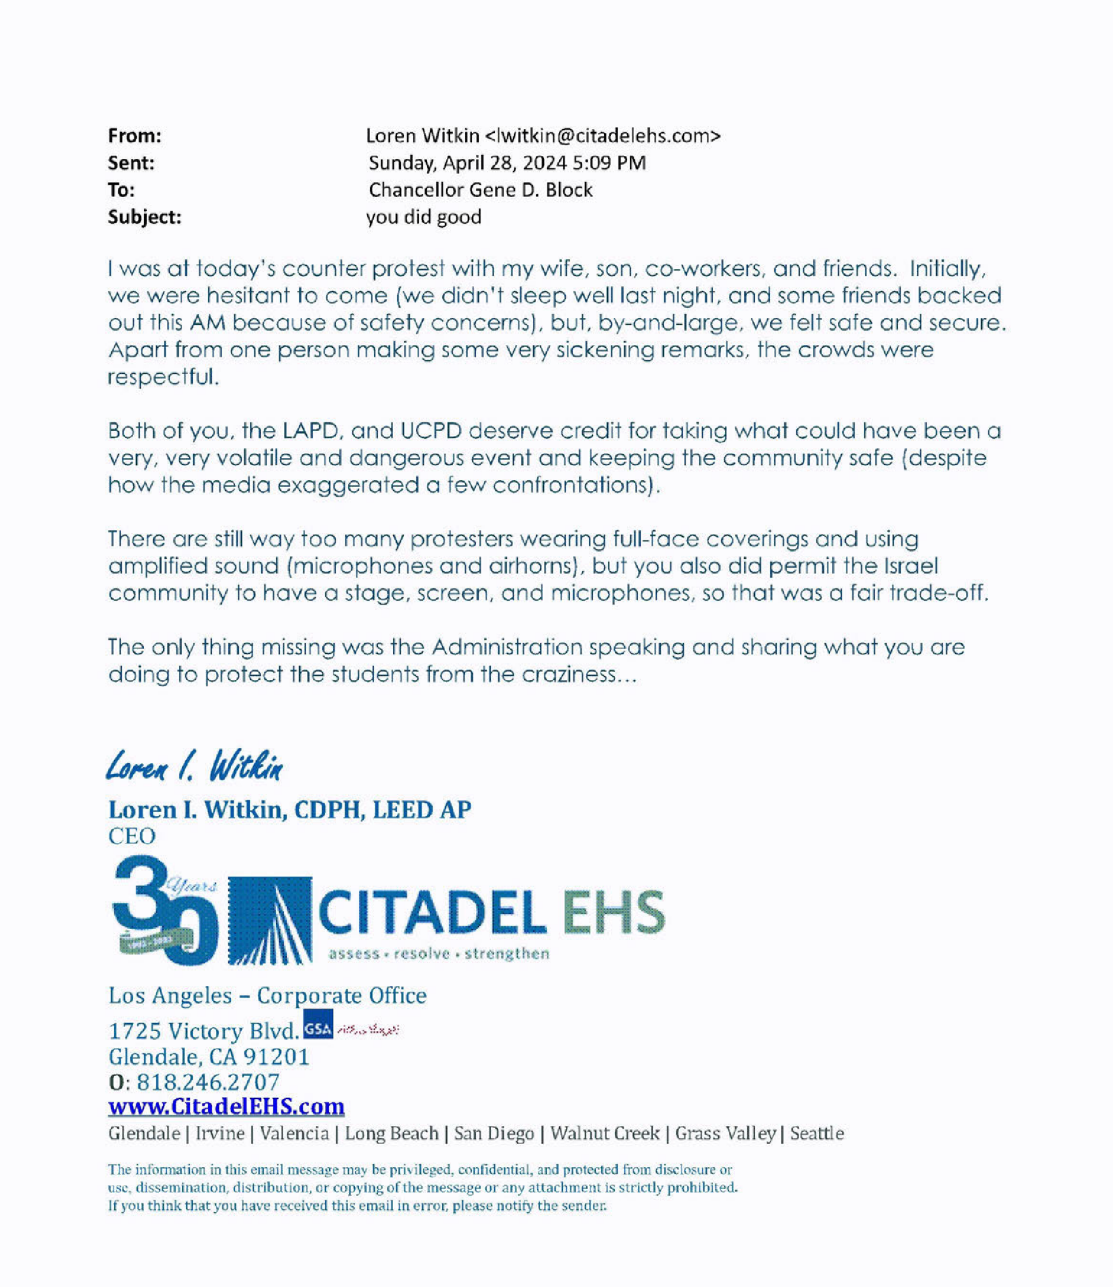 From: Loren Witkin <lwitkin@citadelehs.com>
Sent: Sunday, April 28, 2024 5:09 PM
To: Chancellor Gene D. Block
Subject: you did good
I was at today's counter protest with my wife, son, co-workers, and friends.  Initially,
we were hesitant to come (we didn't sleep well last night, and some friends backed
out this AM because of safety concerns), but, by-and-large, we felt safe and secure.
Apart from one person making some very sickening remarks, the crowds were
respectful.
Both of you, the LAPD, and UCPD deserve credit for taking what could have been a
very, very volatile and dangerous event and keeping the community safe (despite
how the media exaggerated a few confrontations).
There are still way too many protesters wearing full-face coverings and using
amplified sound (microphones and airhorns), but you also did permit the Israel
community to have a stage, screen, and microphones, so that was a fair trade-off.
The only thing missing was the Administration speaking and sharing what you are
doing to protect the students from the craziness...
Loren I. Witkin
Loren I. Witkin, CDPH, LEED AP
CEO
30 Years
CITADEL EHS
assess • resolve • strengthen
Los Angeles – Corporate Office
1725 Victory Blvd. GSA
Glendale, CA 91201
O: 818.246.2707
www.CitadelEHS.com
Glendale | Irvine | Valencia | Long Beach | San Diego | Walnut Creek | Grass Valley | Seattle
The information in this email message may be privileged, confidential, and protected from disclosure or
use, dissemination, distribution, or copying of the message or any attachment is strictly prohibited.
If you think that you have received this email in error, please notify the sender.